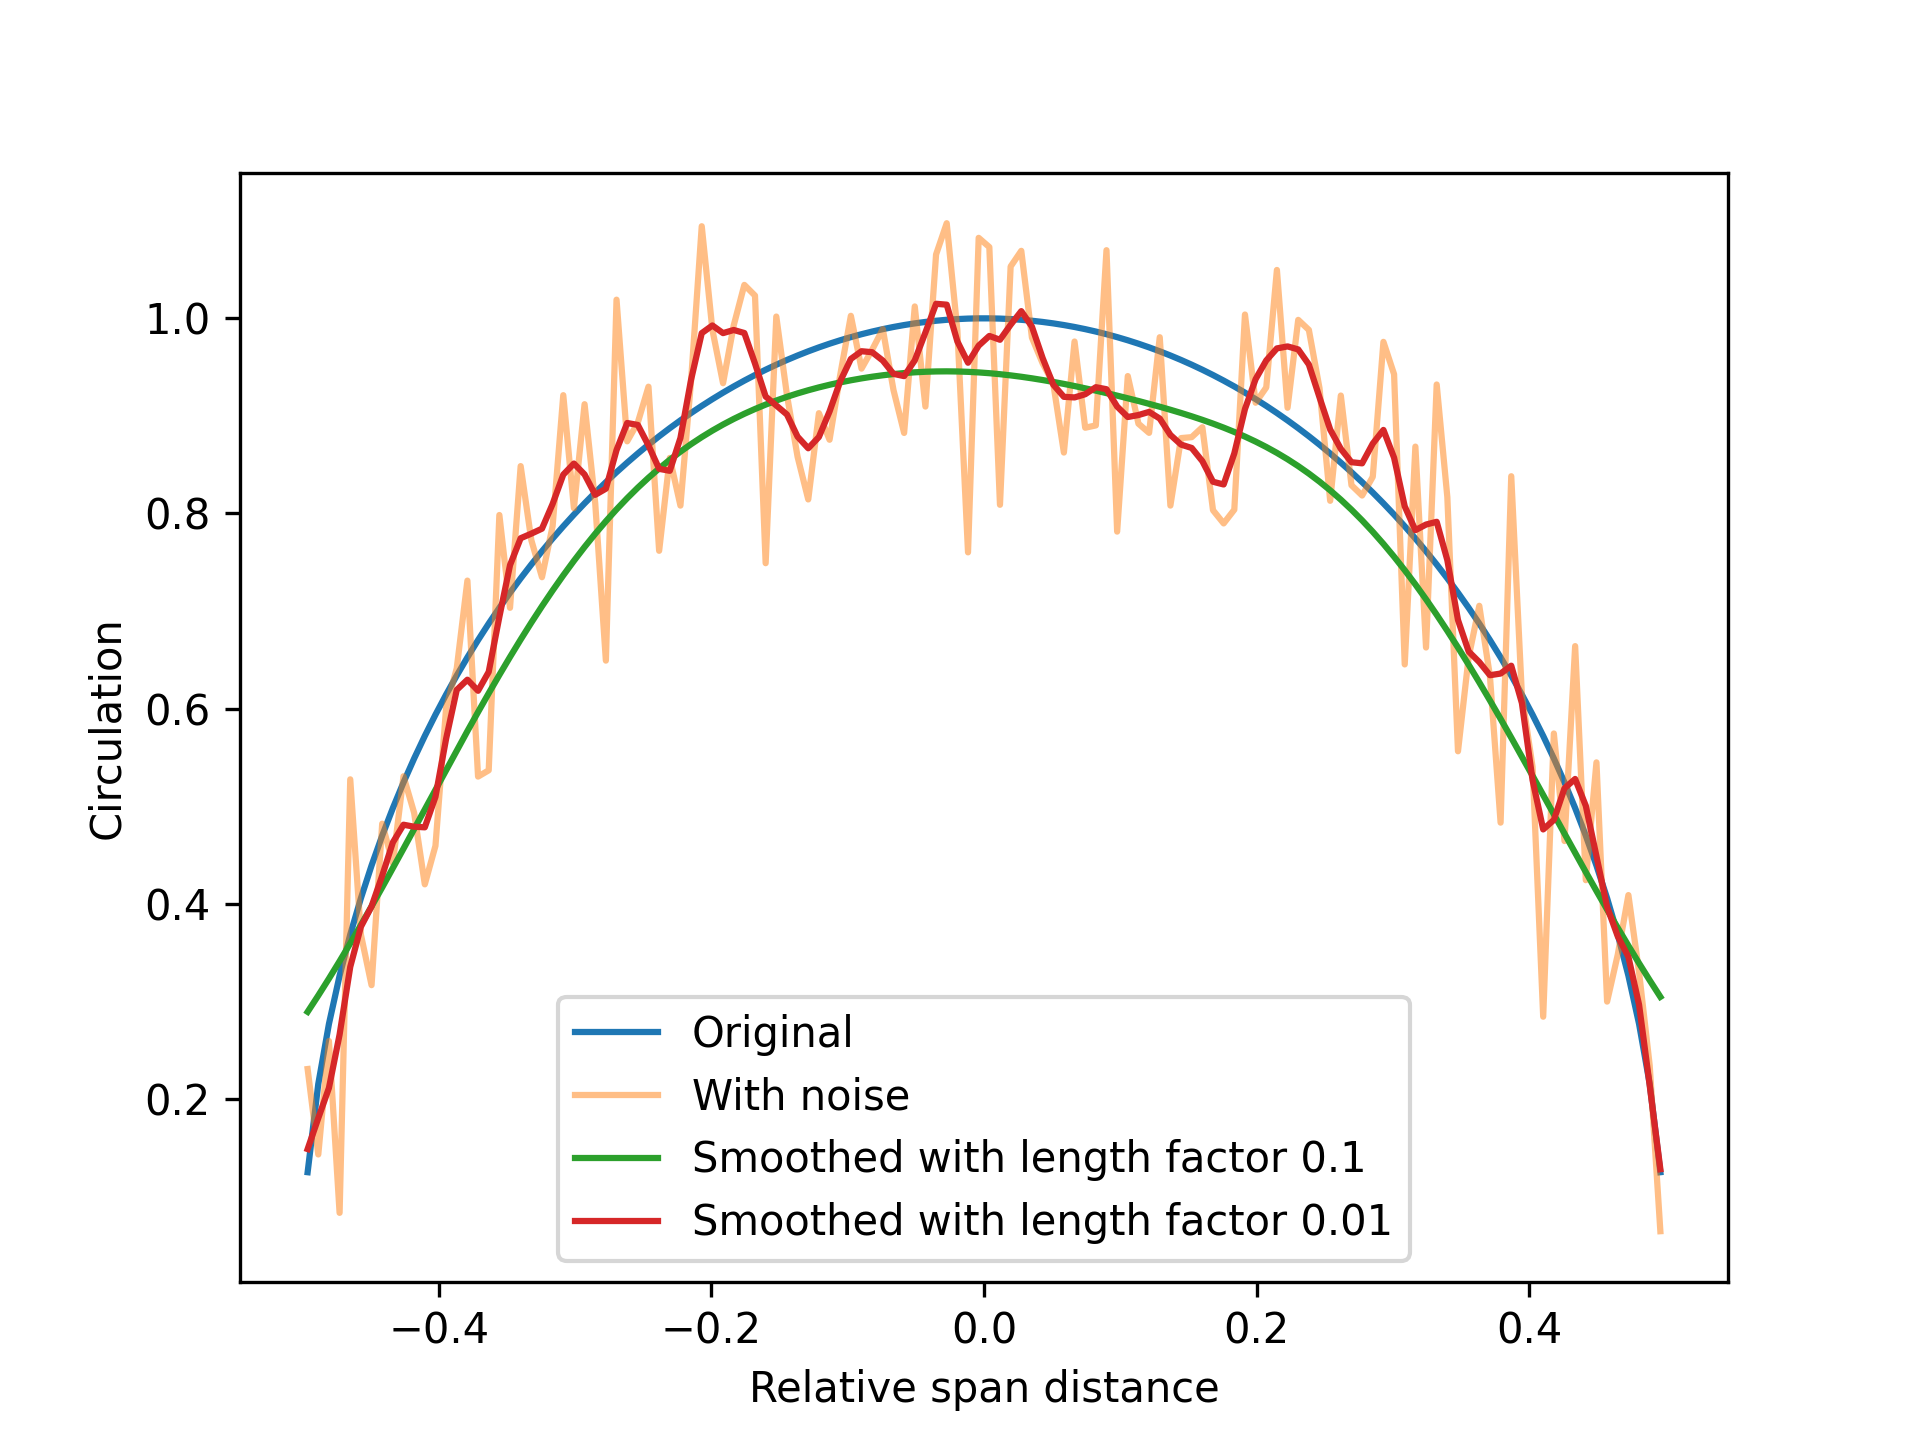 1.0
0.8
0.6
0.4
0.2
Circulation
Original
With noise
Smoothed with length factor 0.1
Smoothed with length factor 0.01
−0.4 −0.2 0.0 0.2 0.4
Relative span distance